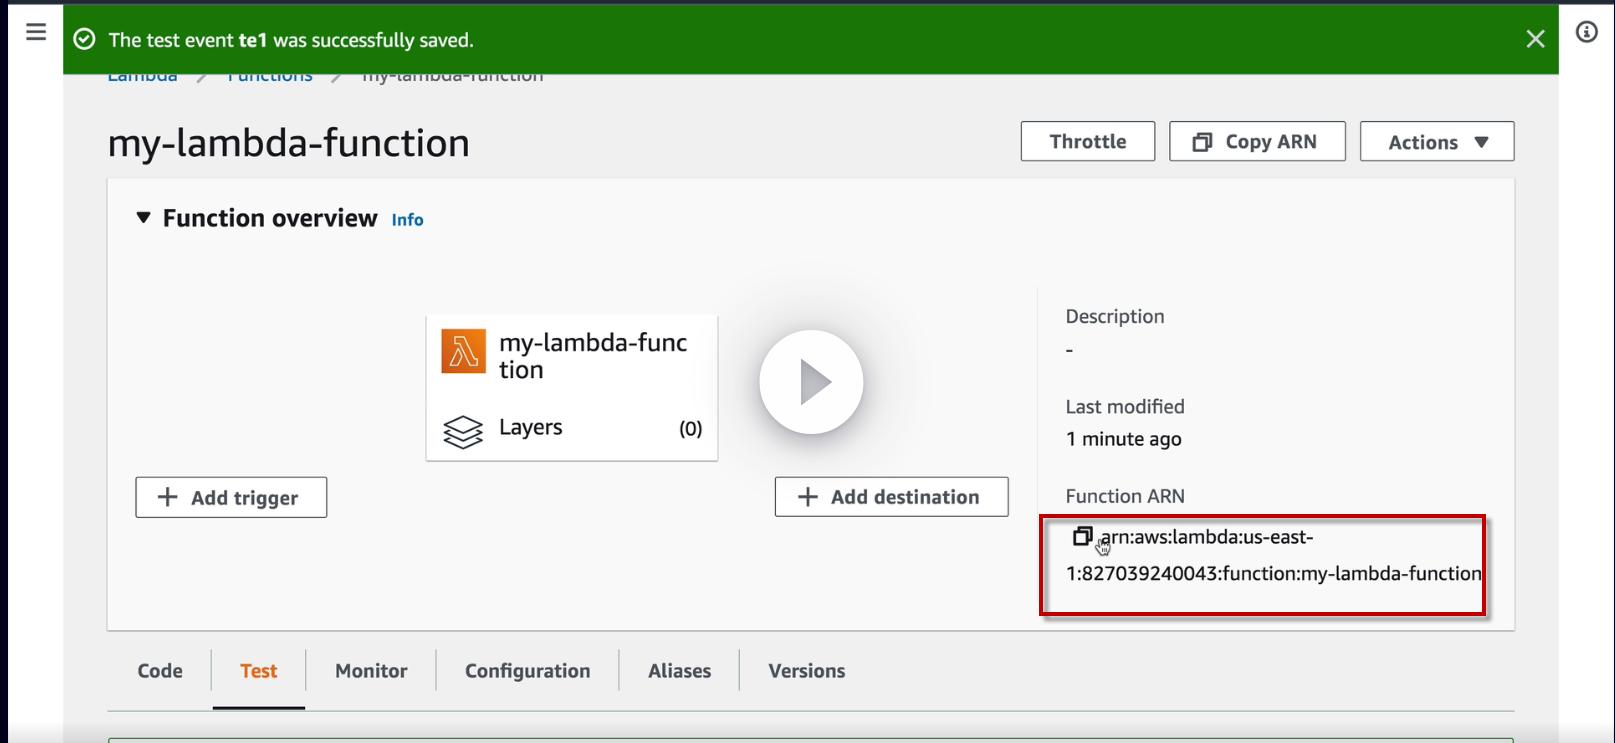 The test event te1 was successfully saved.
Lambda / Functions / my-lambda-function
my-lambda-function
Throttle
Copy ARN
Actions
Function overview Info
my-lambda-func
tion
Layers (0)
Add trigger
Add destination
Description
-
Last modified
1 minute ago
Function ARN
arn:aws:lambda:us-east-
1:827039240043:function:my-lambda-function
Code
Test
Monitor
Configuration
Aliases
Versions